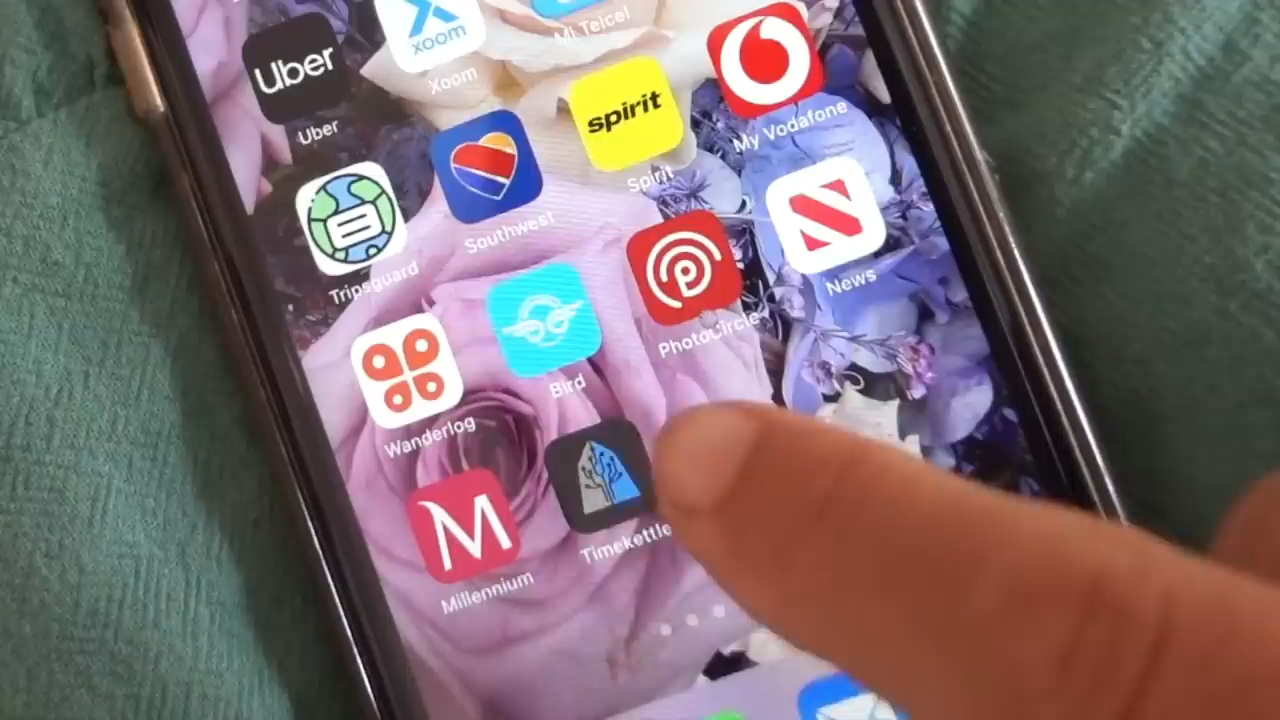 Uber
Uber
xoom
Xoom
Mi Telcel
spirit
Spirit
My Vodafone
Tripsguard
Southwest
PhotoCircle
News
Wanderlog
Bird
M
Millennium
Timekettle